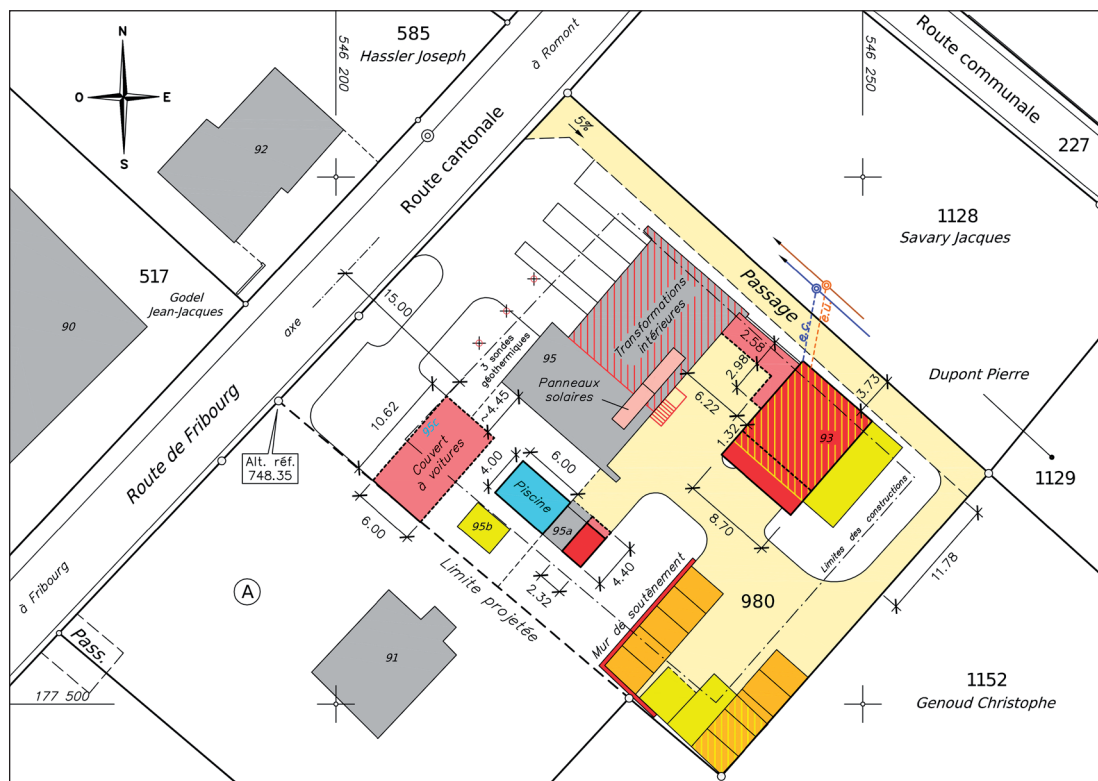 N
O
E
S
585
Hassler Joseph
546 200
à Romont
546 250
Route communale
227
92
Route cantonale
5%
1128
Savary Jacques
517
Godel
Jean-Jacques
90
axe
15.00
3 sondes
géothermiques
95
Transformations
intérieures
Panneaux
solaires
Passage
e.c.
e.u.
2.58
2.98
6.22
1.32
3.73
93
Dupont Pierre
1129
Route de Fribourg
10.62
~4.45
95c
Couvert
à voitures
Alt. réf.
748.35
6.00
4.00
6.00
Piscine
95b
95a
4.40
2.32
8.70
Limites des constructions
11.78
Limite projetée
Mur de soutènement
980
à Fribourg
A
Pass.
91
177 500
1152
Genoud Christophe